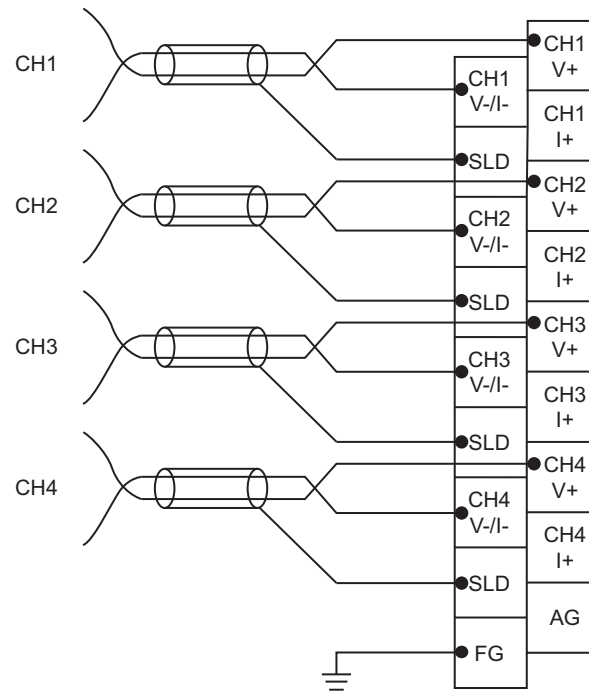 CH1
CH2
CH3
CH4
CH1
V-/I-
SLD
CH2
V-/I-
SLD
CH3
V-/I-
SLD
CH4
V-/I-
SLD
FG
CH1
V+
CH1
I+
CH2
V+
CH2
I+
CH3
V+
CH3
I+
CH4
V+
CH4
I+
AG